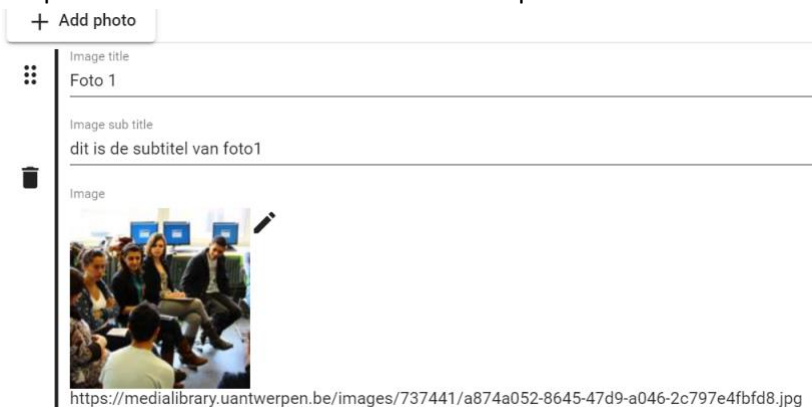 + Add photo
Image title
Foto 1
Image sub title
dit is de subtitel van foto1
Image
https://medialibrary.uantwerpen.be/images/737441/a874a052-8645-47d9-a046-2c797e4fbfd8.jpg